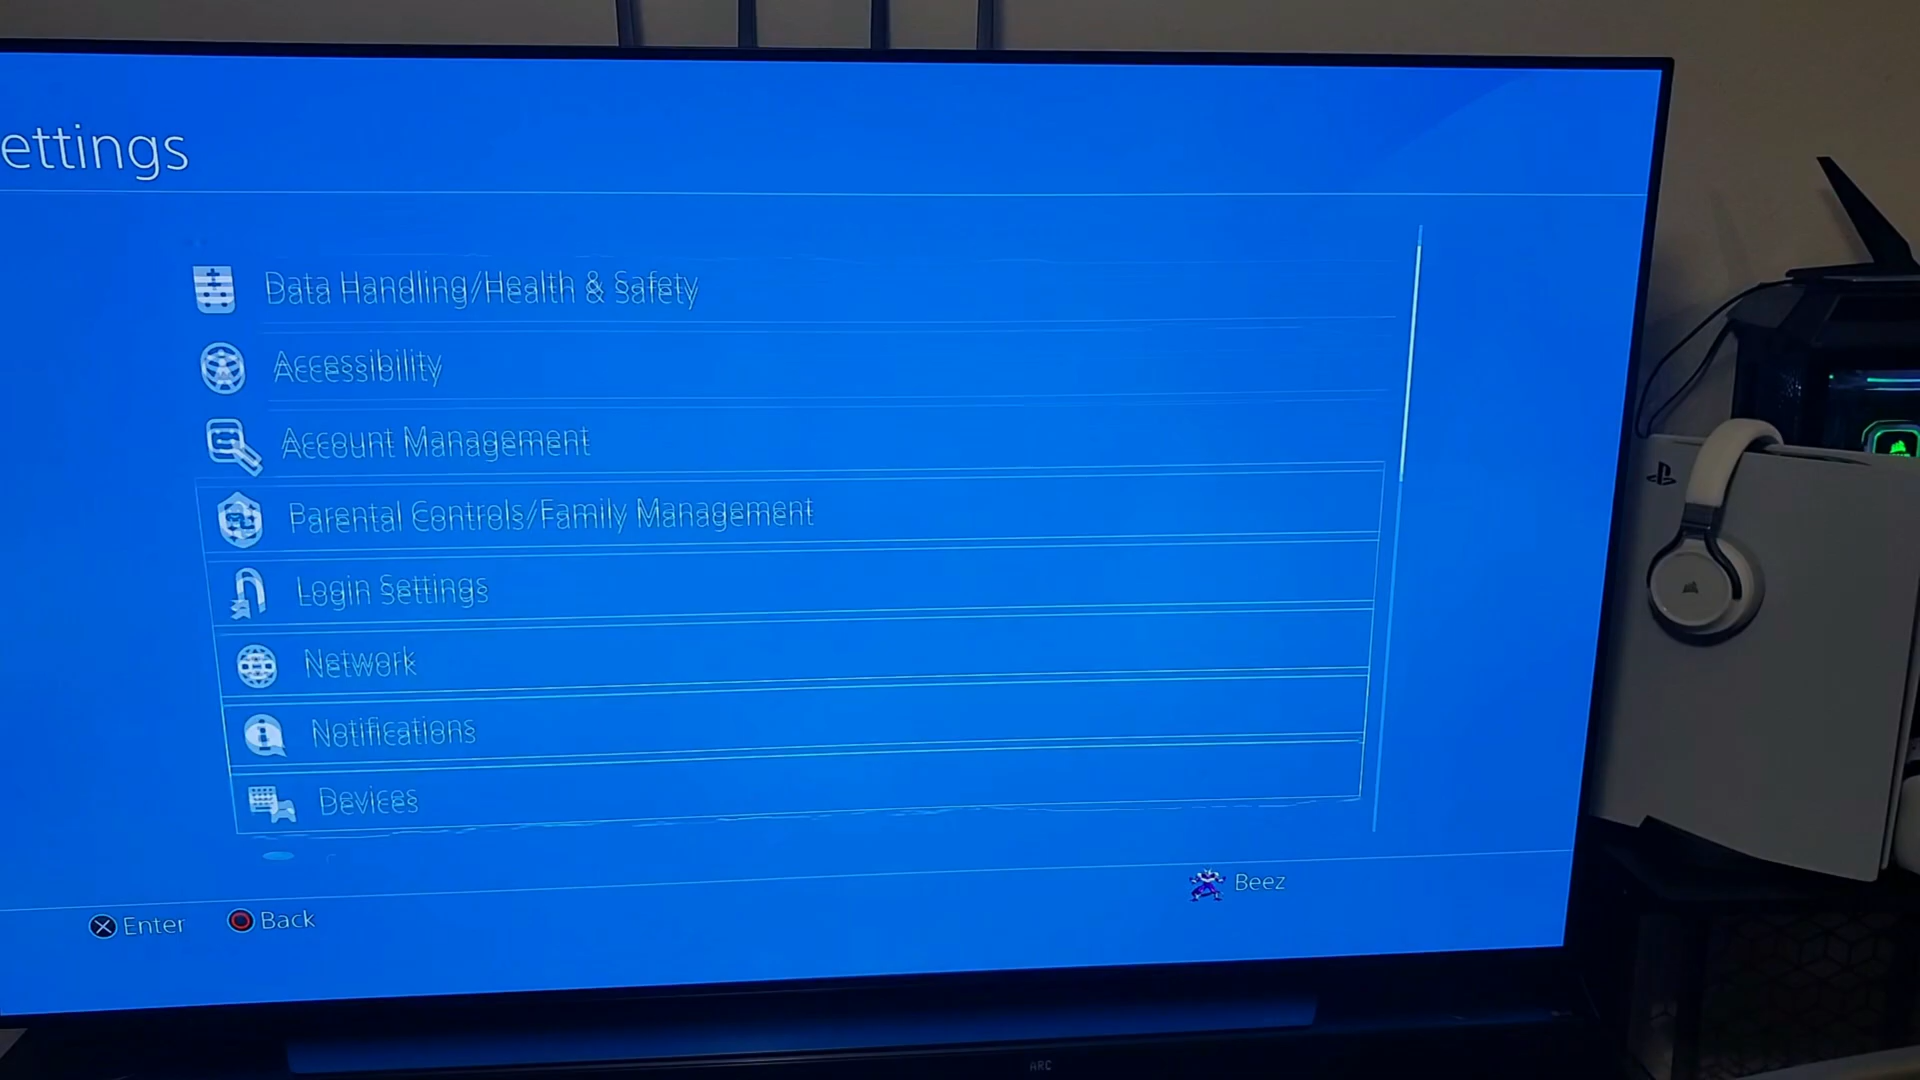 ettings
Data Handling/Health & Safety
Accessibility
Account Management
Parental Controls/Family Management
Login Settings
Network
Notifications
Devices
Beez
Enter
Back
ARC